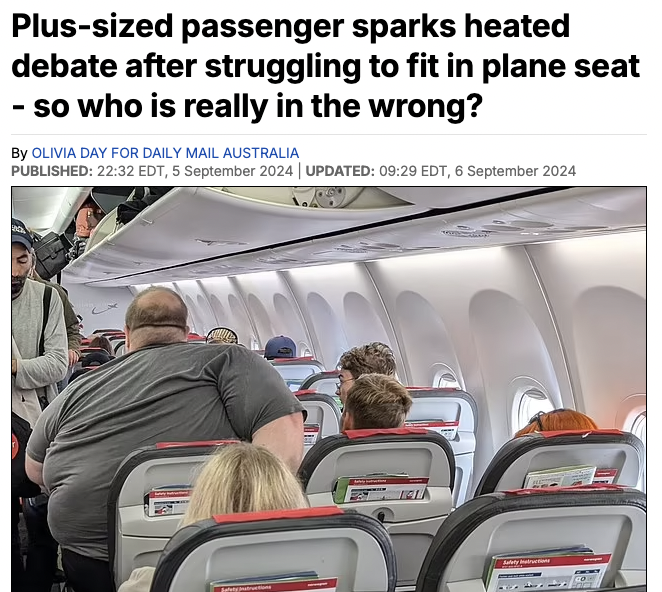 Plus-sized passenger sparks heated
debate after struggling to fit in plane seat
- so who is really in the wrong?
By OLIVIA DAY FOR DAILY MAIL AUSTRALIA
PUBLISHED: 22:32 EDT, 5 September 2024 | UPDATED: 09:29 EDT, 6 September 2024
Safety Instructions
Safety Instructions
Safety Instructions
Safety Instructions